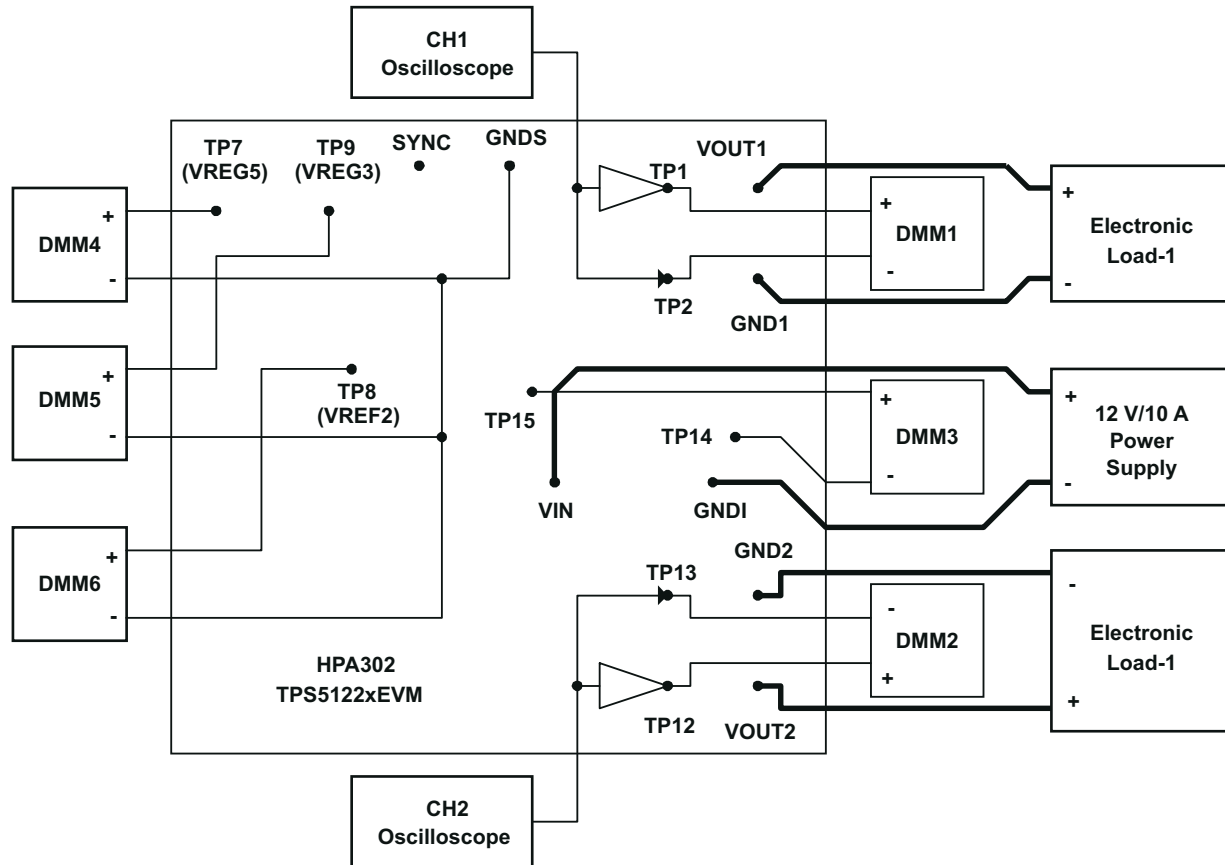 CH1
Oscilloscope
TP7
(VREG5)
TP9
(VREG3)
SYNC
GNDS
TP1
VOUT1
+
DMM4
-
+
DMM1
-
+
Electronic
Load-1
-
TP2
GND1
+
DMM5
-
TP8
(VREF2)
TP15
TP14
+
DMM3
-
+
12 V/10 A
Power
Supply
-
VIN
GNDI
GND2
+
DMM6
-
TP13
-
DMM2
+
-
Electronic
Load-1
+
HPA302
TPS5122xEVM
TP12
VOUT2
CH2
Oscilloscope